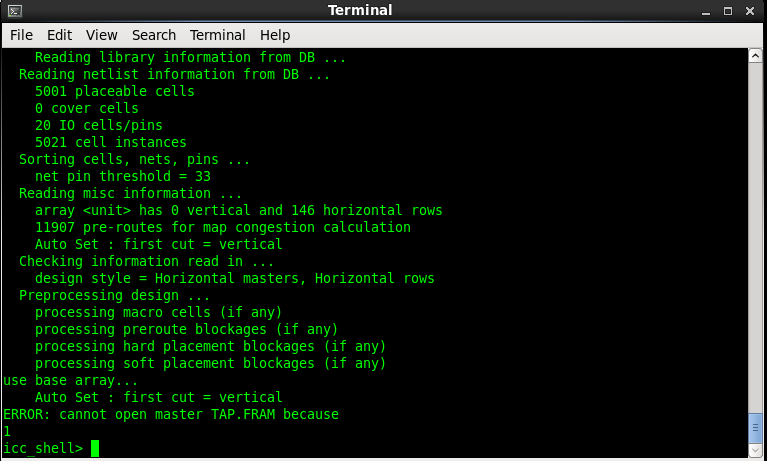 Terminal
File Edit View Search Terminal Help
Reading library information from DB ...
Reading netlist information from DB ...
5001 placeable cells
0 cover cells
20 IO cells/pins
5021 cell instances
Sorting cells, nets, pins ...
net pin threshold = 33
Reading misc information ...
array <unit> has 0 vertical and 146 horizontal rows
11907 pre-routes for map congestion calculation
Auto Set : first cut = vertical
Checking information read in ...
design style = Horizontal masters, Horizontal rows
Preprocessing design ...
processing macro cells (if any)
processing preroute blockages (if any)
processing hard placement blockages (if any)
processing soft placement blockages (if any)
use base array...
Auto Set : first cut = vertical
ERROR: cannot open master TAP.FRAM because
1
icc_shell>